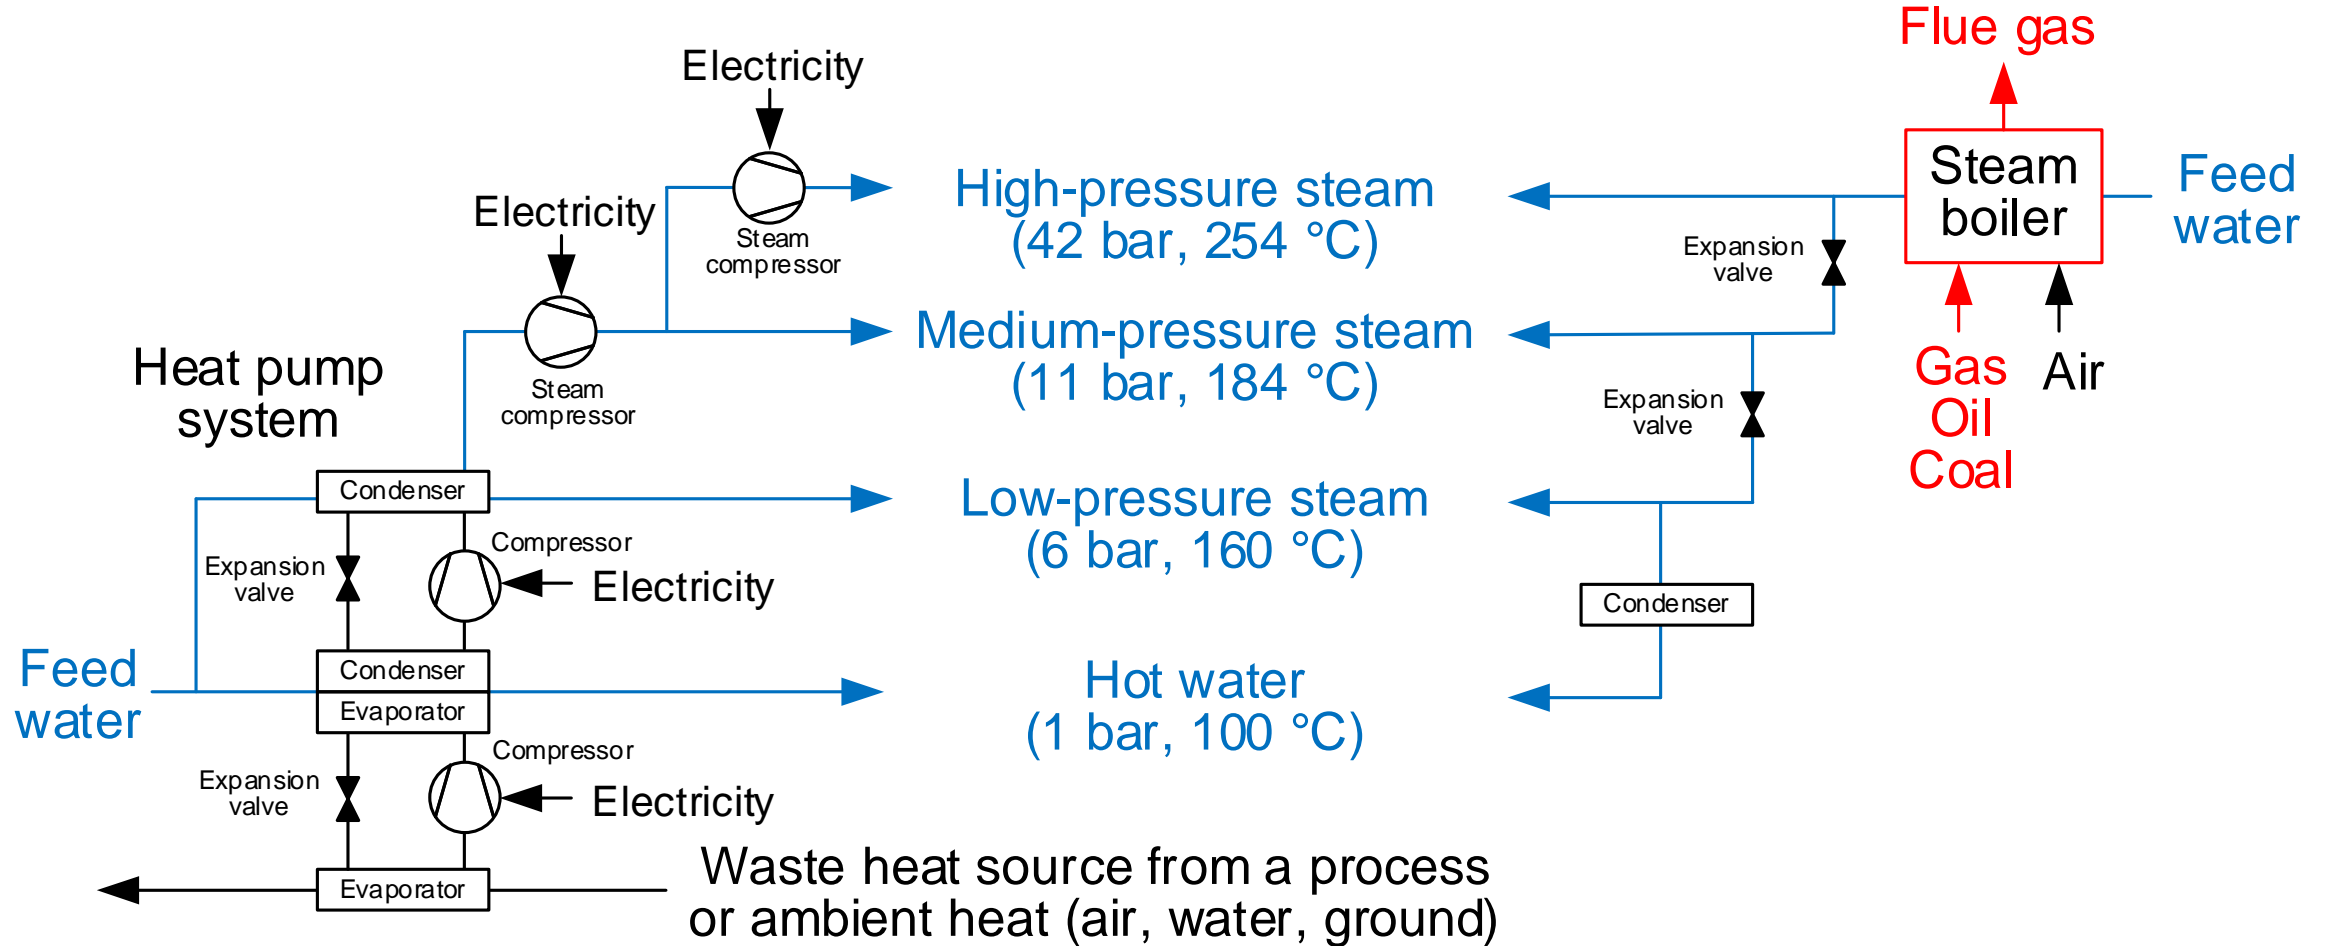 Flue gas
Electricity
Steam
boiler
Feed
water
High-pressure steam
(42 bar, 254 °C)
Electricity
Steam
compressor
Expansion
valve
Medium-pressure steam
(11 bar, 184 °C)
Gas
Oil
Coal
Air
Heat pump
system
Steam
compressor
Expansion
valve
Condenser
Low-pressure steam
(6 bar, 160 °C)
Compressor
Expansion
valve
Electricity
Condenser
Feed
water
Condenser
Evaporator
Hot water
(1 bar, 100 °C)
Compressor
Expansion
valve
Electricity
Evaporator
Waste heat source from a process
or ambient heat (air, water, ground)